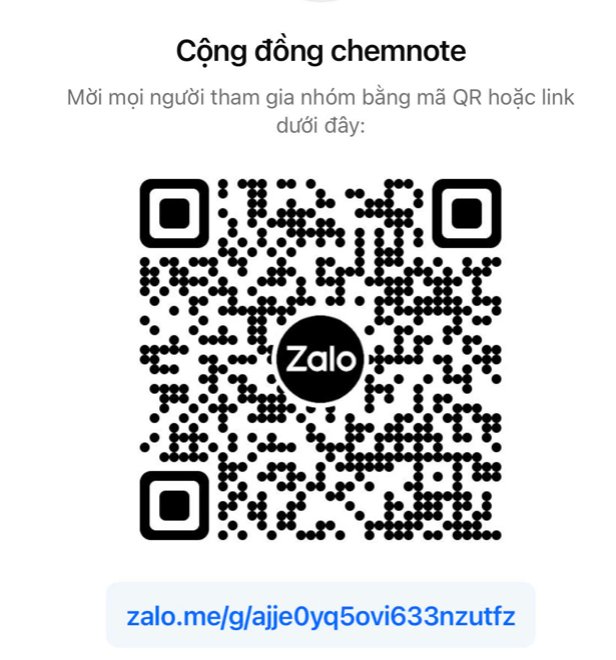 Cộng đồng chemnote
Mời mọi người tham gia nhóm bằng mã QR hoặc link
dưới đây:
Zalo
zalo.me/g/ajje0yq5ovi633nzutfz